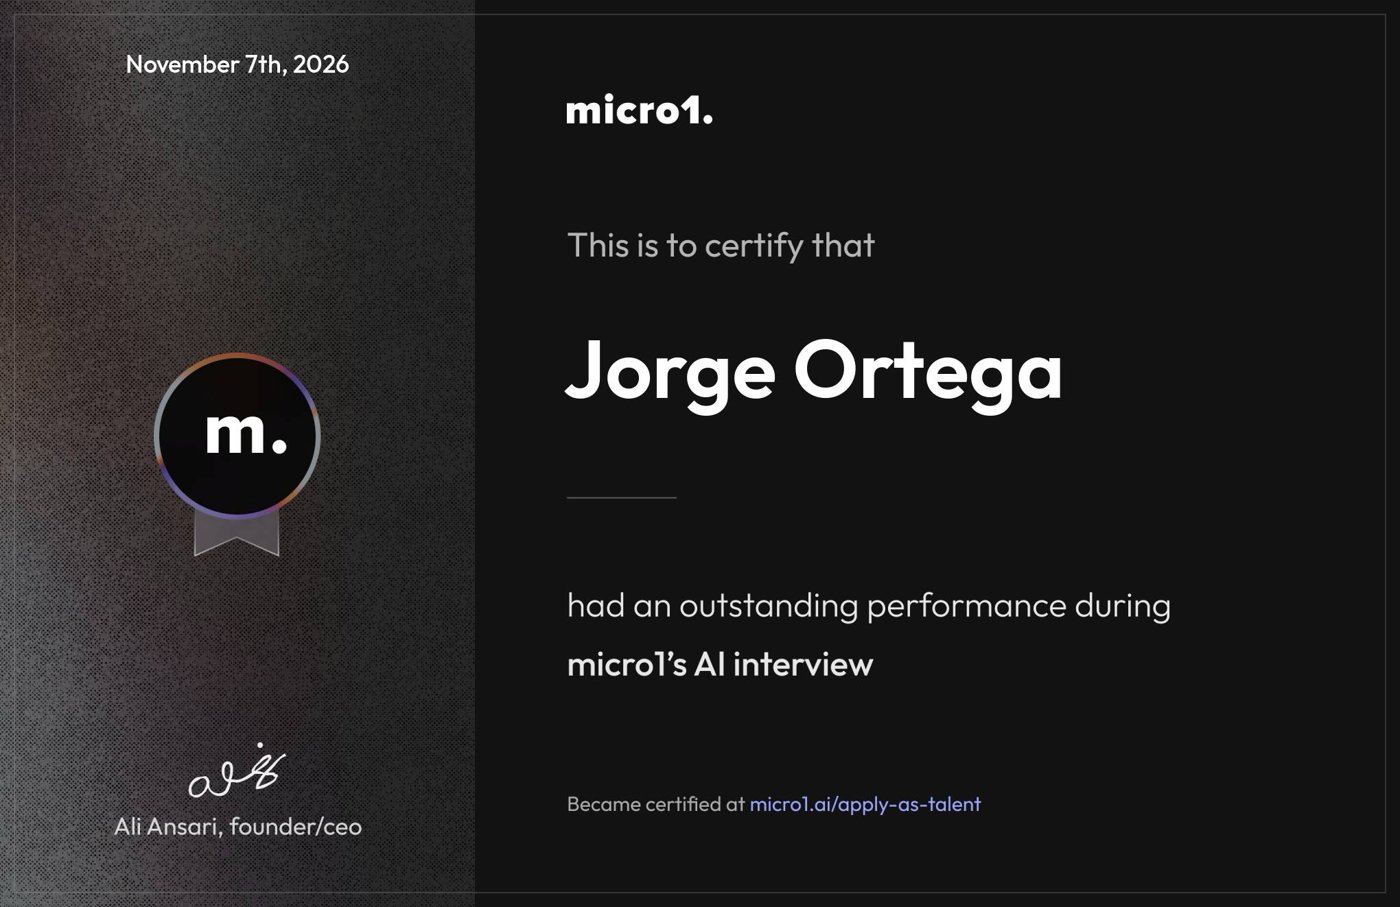 November 7th, 2026
m.
Ali Ansari, founder/ceo
micro1.
This is to certify that
Jorge Ortega
had an outstanding performance during
micro1's AI interview
Became certified at micro1.ai/apply-as-talent